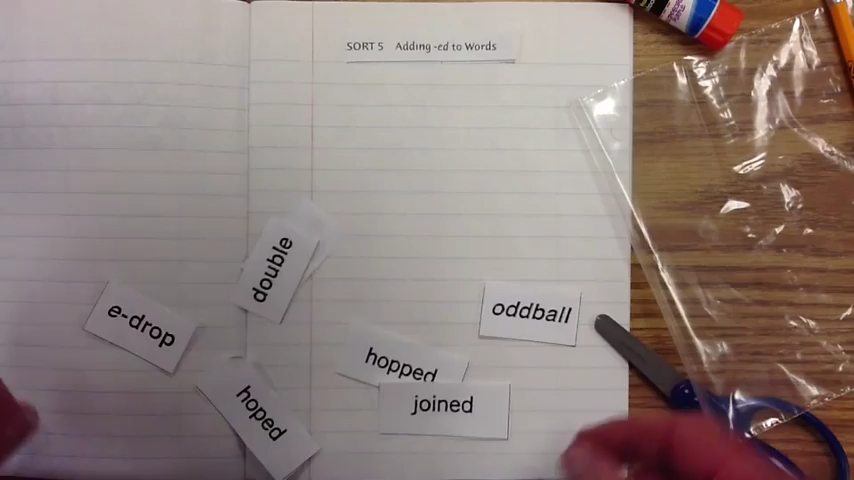 SORT 5 Adding -ed to Words
double
e-drop
oddball
hopped
hoped
joined